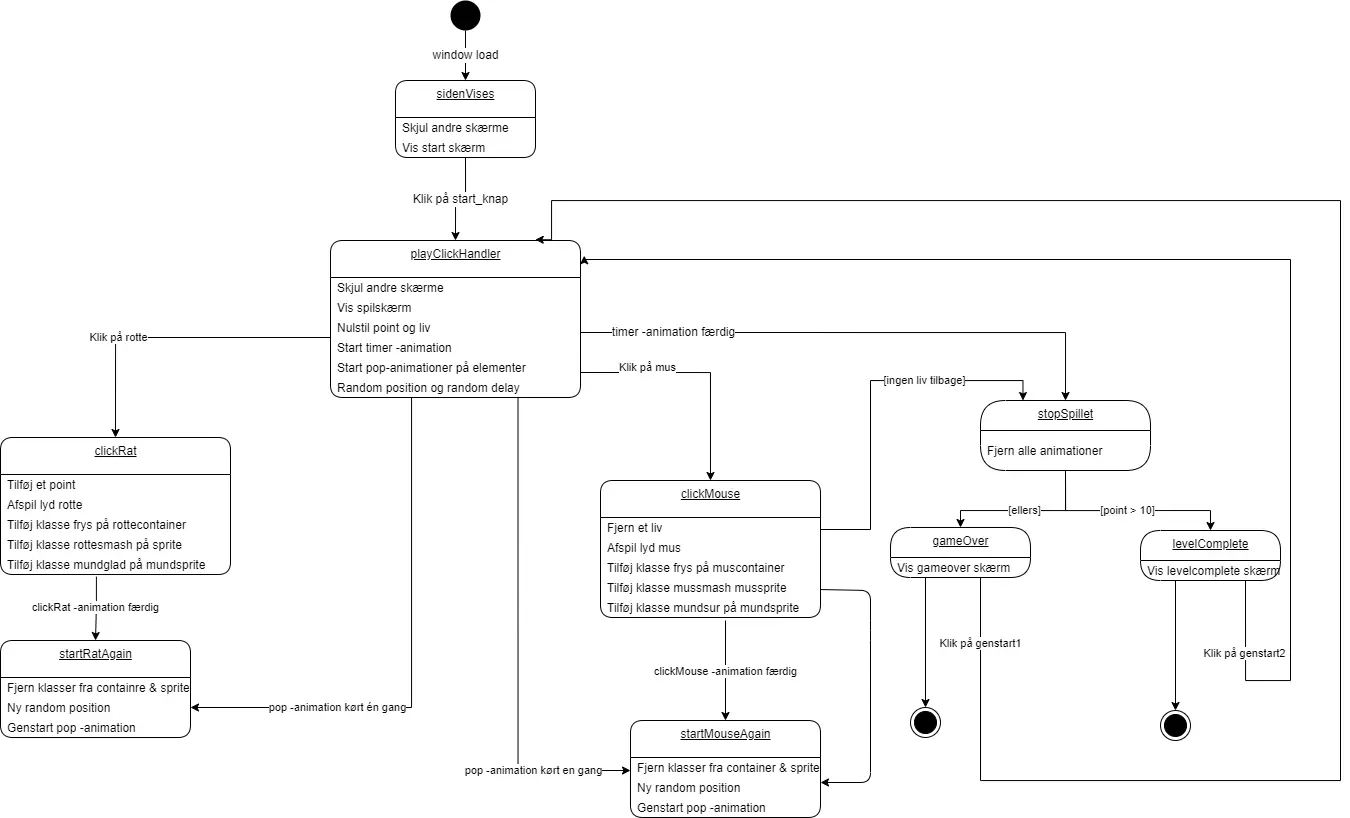 window load
sidenVises
Skjul andre skærme
Vis start skærm
Klik på start_knap
playClickHandler
Skjul andre skærme
Vis spilskærm
Nulstil point og liv
Start timer -animation
Start pop-animationer på elementer
Random position og random delay
Klik på rotte
timer -animation færdig
Klik på mus
[ingen liv tilbage]
stopSpillet
Fjern alle animationer
clickRat
Tilføj et point
Afspil lyd rotte
Tilføj klasse frys på rottecontainer
Tilføj klasse rottesmash på sprite
Tilføj klasse mundglad på mundsprite
clickMouse
Fjern et liv
Afspil lyd mus
Tilføj klasse frys på muscontainer
Tilføj klasse mussmash mussprite
Tilføj klasse mundsur på mundsprite
[ellers]
[point > 10]
gameOver
Vis gameover skærm
levelComplete
Vis levelcomplete skærm
clickRat -animation færdig
startRatAgain
Fjern klasser fra containre & sprite
Ny random position
Genstart pop -animation
pop -animation kørt én gang
clickMouse -animation færdig
Klik på genstart1
Klik på genstart2
pop -animation kørt en gang
startMouseAgain
Fjern klasser fra container & sprite
Ny random position
Genstart pop -animation